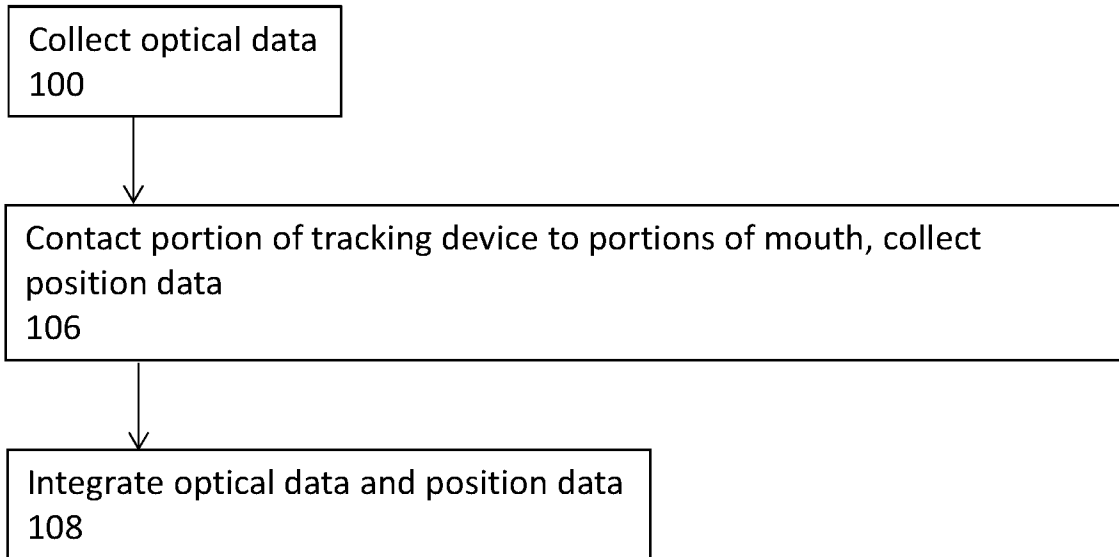 Collect optical data
100
Contact portion of tracking device to portions of mouth, collect
position data
106
Integrate optical data and position data
108